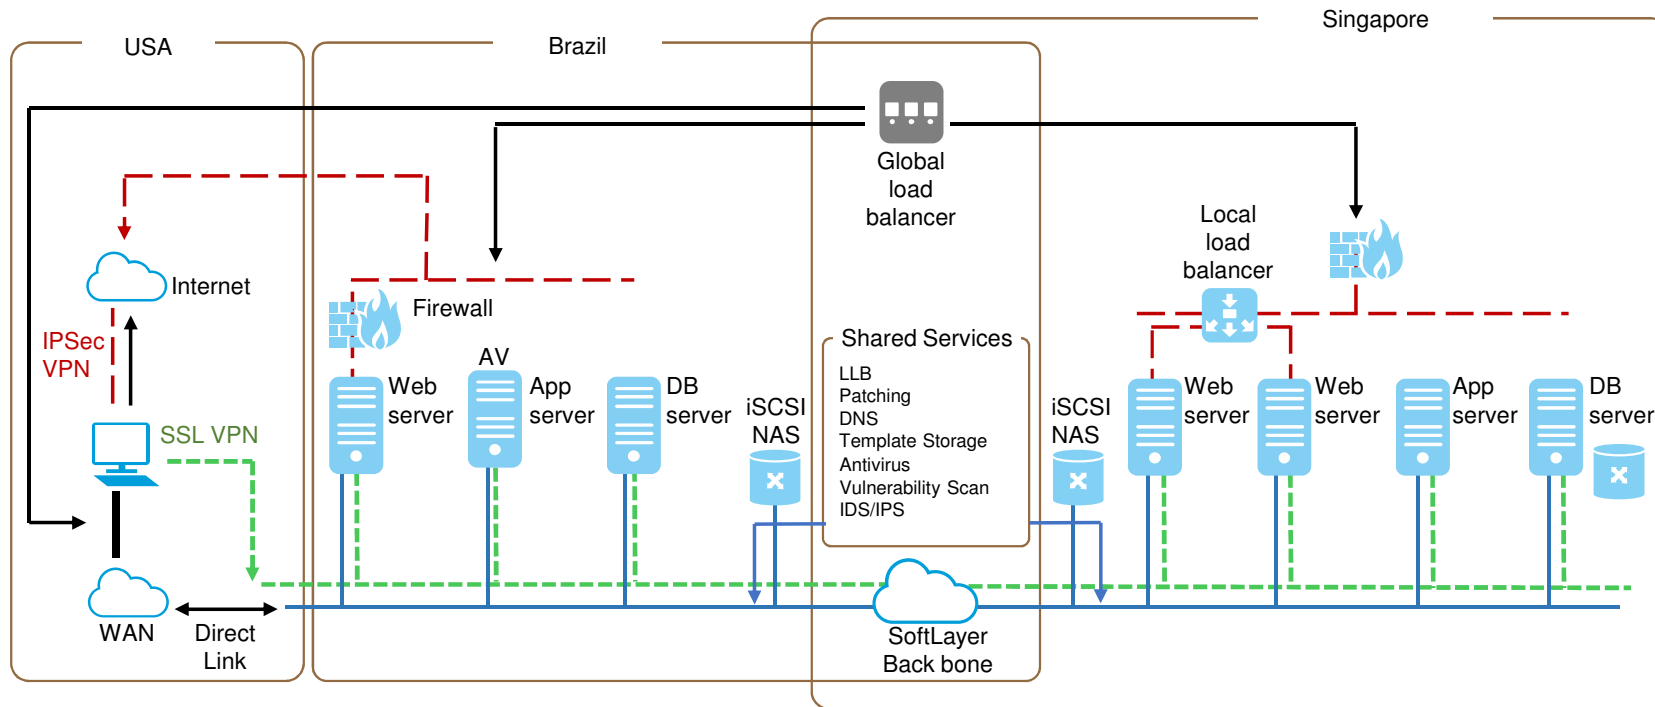 USA
Brazil
Singapore
Global
load
balancer
Local
load
balancer
Internet
Firewall
IPSec
VPN
Shared Services
LLB
Patching
DNS
Template Storage
Antivirus
Vulnerability Scan
IDS/IPS
AV
Web
server
App
server
DB
server
iSCSI
NAS
iSCSI
NAS
Web
server
Web
server
App
server
DB
server
SSL VPN
WAN
Direct
Link
SoftLayer
Back bone